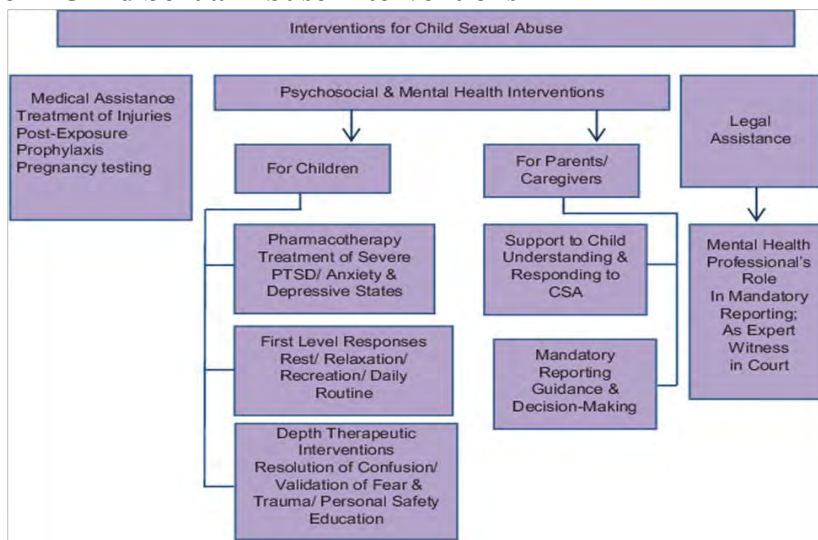 Interventions for Child Sexual Abuse
Medical Assistance
Treatment of Injuries
Post-Exposure
Prophylaxis
Pregnancy testing
Psychosocial & Mental Health Interventions
Legal
Assistance
For Children
For Parents/
Caregivers
Pharmacotherapy
Treatment of Severe
PTSD/ Anxiety &
Depressive States
Support to Child
Understanding &
Responding to
CSA
Mental Health
Professional's
Role
In Mandatory
Reporting;
As Expert
Witness
in Court
First Level Responses
Rest/ Relaxation/
Recreation/ Daily
Routine
Mandatory
Reporting
Guidance &
Decision-Making
Depth Therapeutic
Interventions
Resolution of Confusion/
Validation of Fear &
Trauma/ Personal Safety
Education